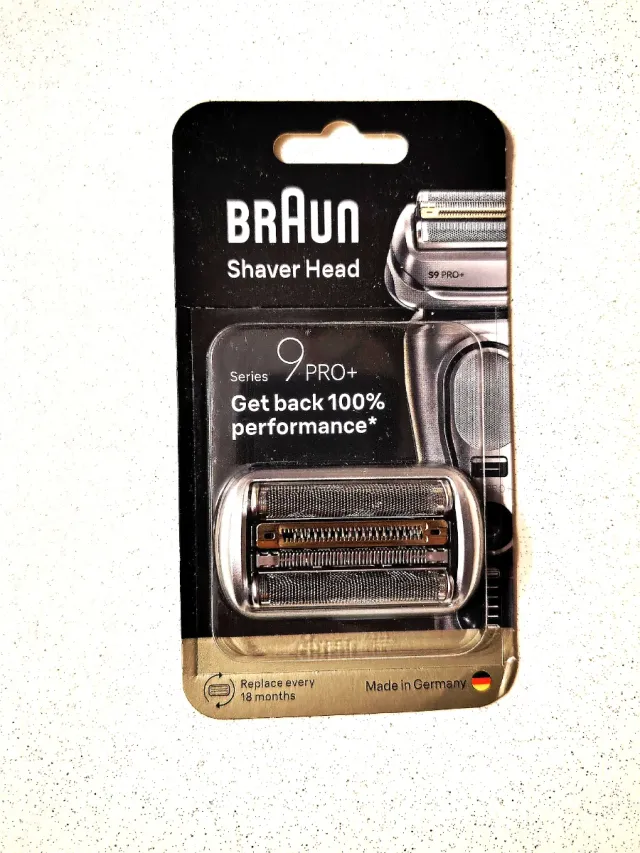 BRAUN
Shaver Head
S9 PRO+
Series 9 PRO+
Get back 100%
performance*
Replace every
18 months
Made in Germany